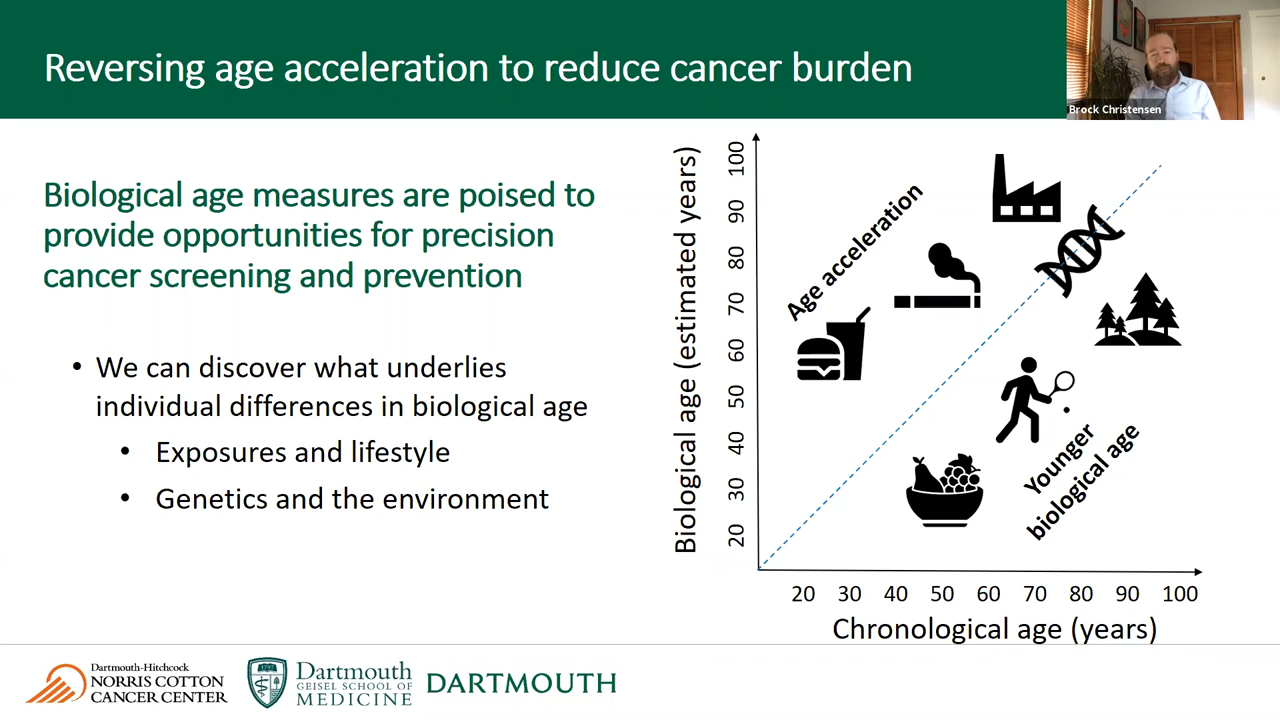 Reversing age acceleration to reduce cancer burden
Brock Christensen
Biological age measures are poised to
provide opportunities for precision
cancer screening and prevention
• We can discover what underlies
individual differences in biological age
• Exposures and lifestyle
• Genetics and the environment
Biological age (estimated years)
100
90
80
70
60
50
40
30
20
Age acceleration
Younger
biological age
20 30 40 50 60 70 80 90 100
Chronological age (years)
Dartmouth-Hitchcock
NORRIS COTTON
CANCER CENTER
1797
Dartmouth
GEISEL SCHOOL OF
MEDICINE
DARTMOUTH